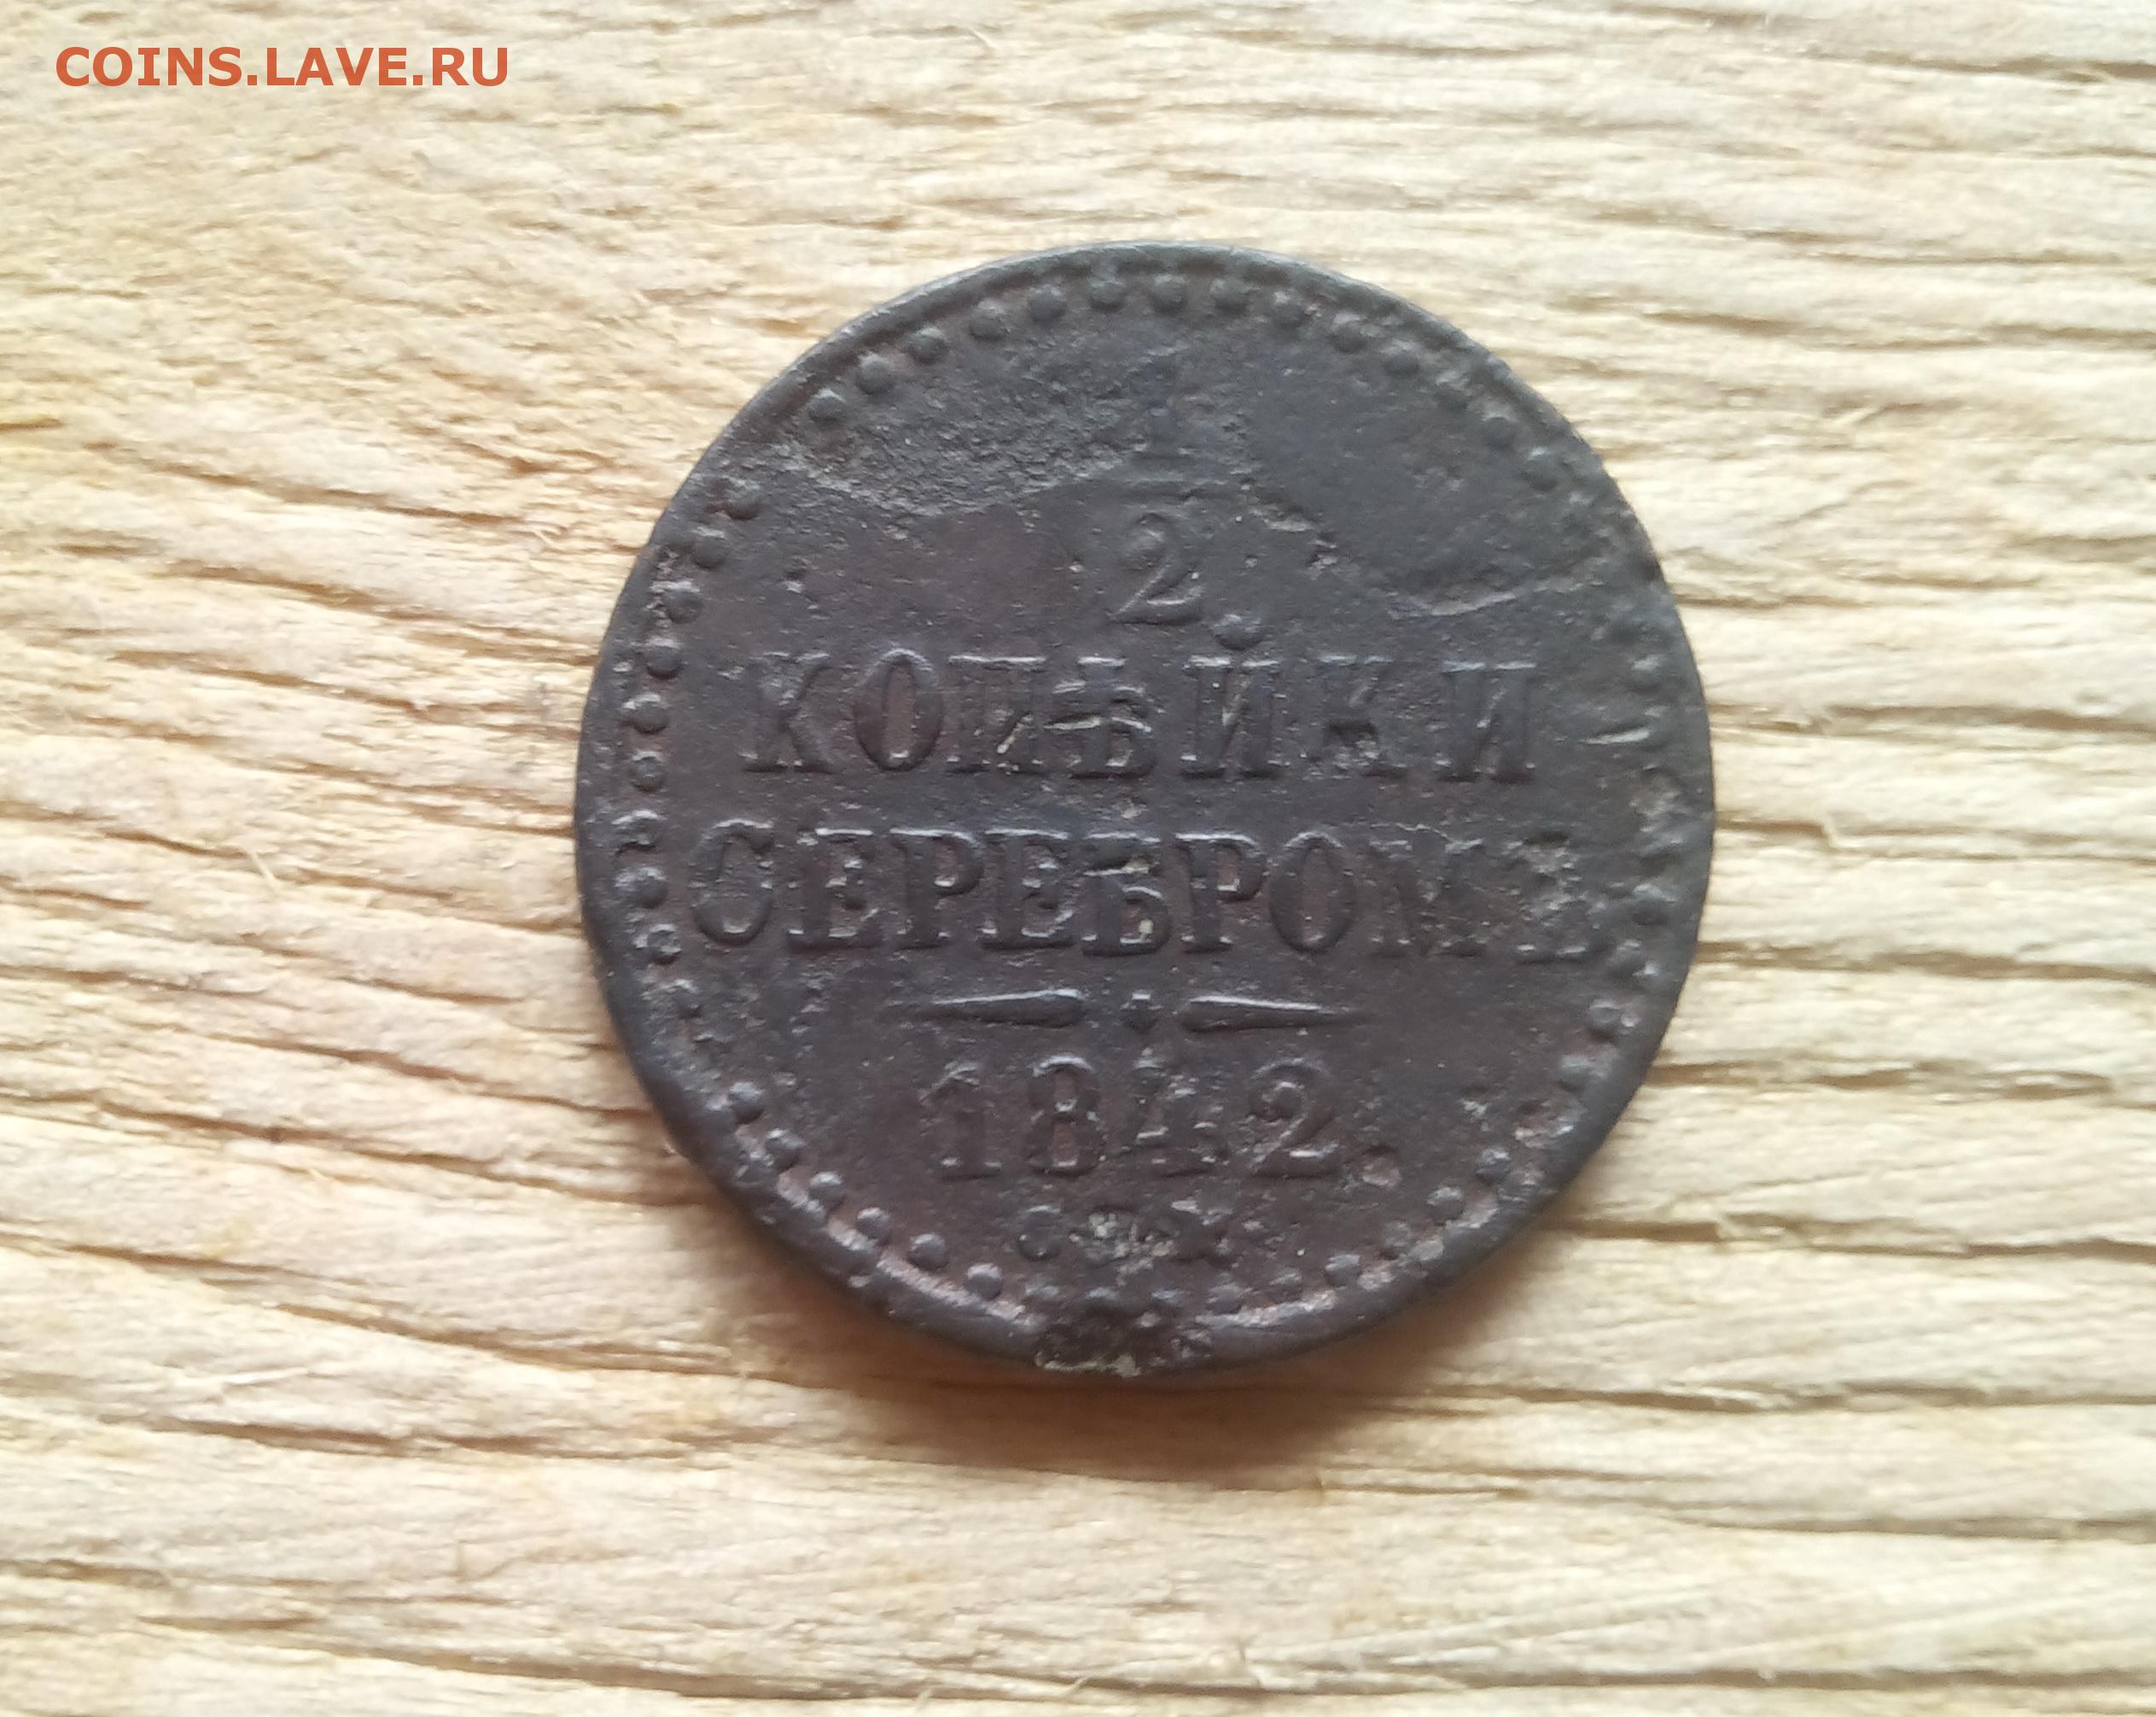 COINS.LAVE.RU
1
2.
КОПѢЙКИ
СЕРЕБРОМЪ
1842.